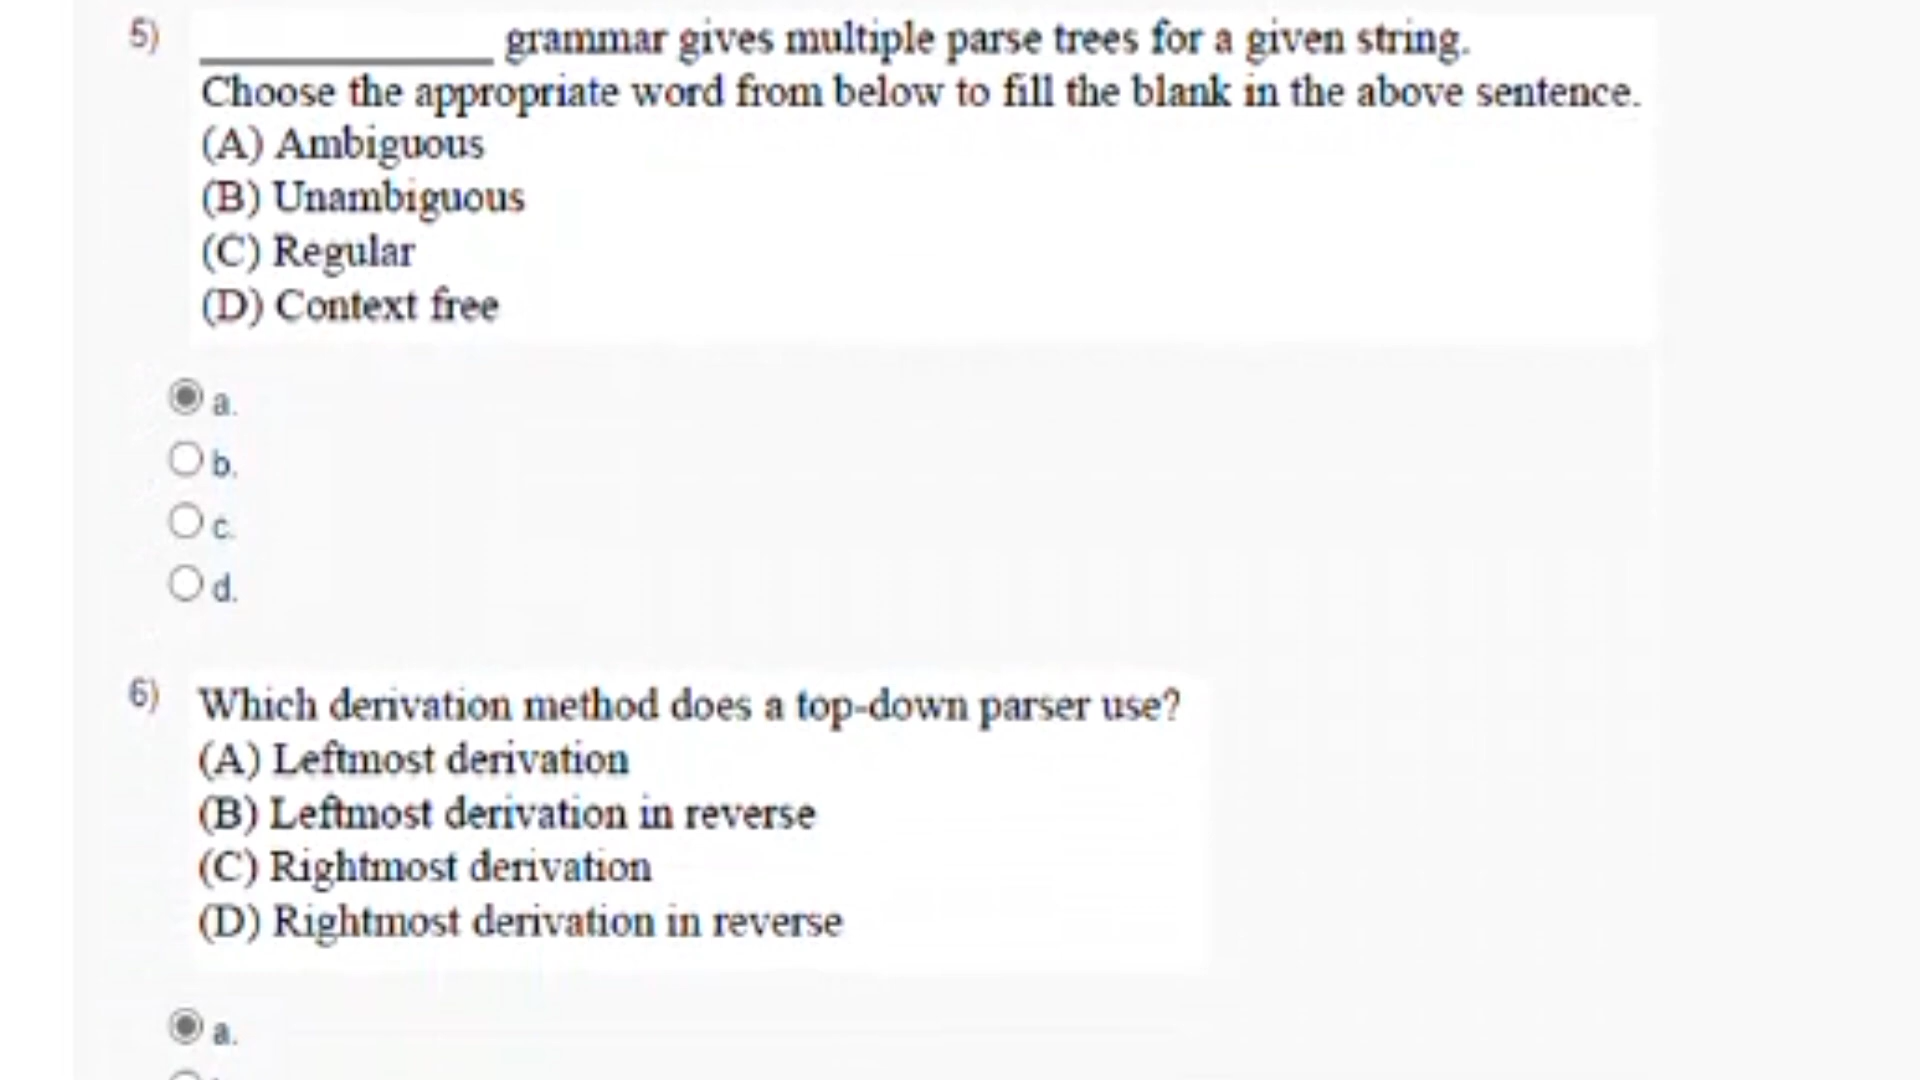 5) ____________ grammar gives multiple parse trees for a given string.
Choose the appropriate word from below to fill the blank in the above sentence.
(A) Ambiguous
(B) Unambiguous
(C) Regular
(D) Context free
a.
b.
c.
d.
6) Which derivation method does a top-down parser use?
(A) Leftmost derivation
(B) Leftmost derivation in reverse
(C) Rightmost derivation
(D) Rightmost derivation in reverse
a.